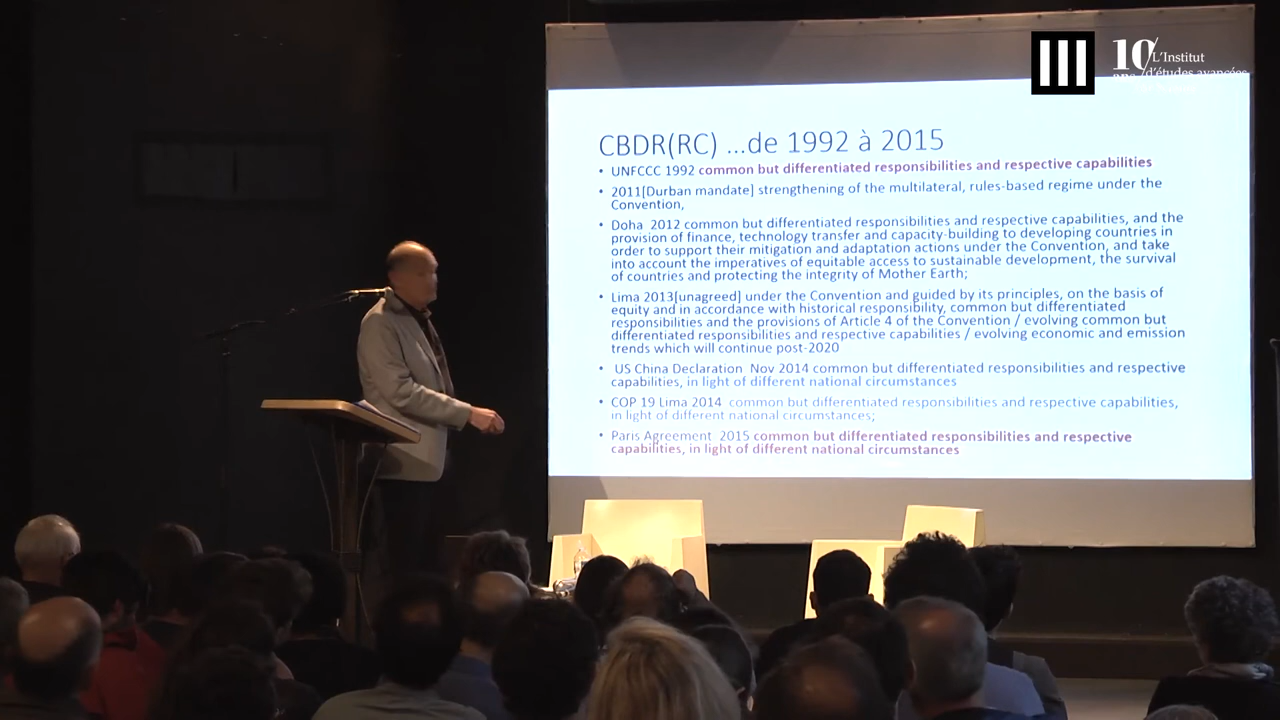 10 ans
L'Institut
d'études avancées
CBDR(RC) ...de 1992 à 2015
• UNFCCC 1992 common but differentiated responsibilities and respective capabilities
• 2011[Durban mandate] strengthening of the multilateral, rules-based regime under the
Convention,
• Doha 2012 common but differentiated responsibilities and respective capabilities, and the
provision of finance, technology transfer and capacity-building to developing countries in
order to support their mitigation and adaptation actions under the Convention, and take
into account the imperatives of equitable access to sustainable development, the survival
of countries and protecting the integrity of Mother Earth;
• Lima 2013[unagreed] under the Convention and guided by its principles, on the basis of
equity and in accordance with historical responsibility, common but differentiated
responsibilities and the provisions of Article 4 of the Convention / evolving common but
differentiated responsibilities and respective capabilities / evolving economic and emission
trends which will continue post-2020
• US China Declaration Nov 2014 common but differentiated responsibilities and respective
capabilities, in light of different national circumstances
• COP 19 Lima 2014 common but differentiated responsibilities and respective capabilities,
in light of different national circumstances;
• Paris Agreement 2015 common but differentiated responsibilities and respective
capabilities, in light of different national circumstances